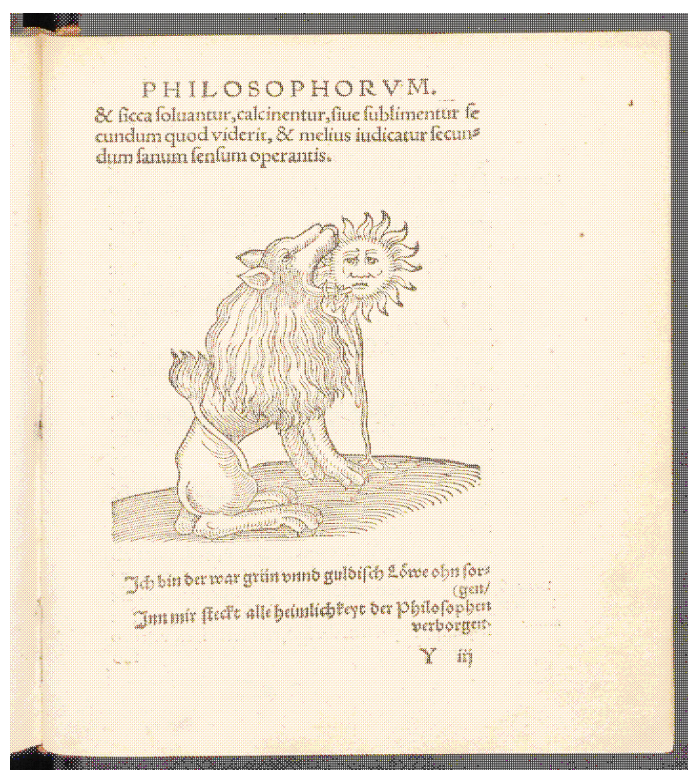 PHILOSOPHORVM.
& ſicca ſoluantur, calcinentur, ſiue ſublimentur ſe
cundum quod viderit, & melius iudicatur ſecun⸗
dum ſanum ſenſum operantis.
Ich bin der war grün vnnd guldiſch Löwe ohn ſor⸗
(gen/
Inn mir ſteckt alle heimlichkeyt der Philoſophen
verborgen.
Y iij